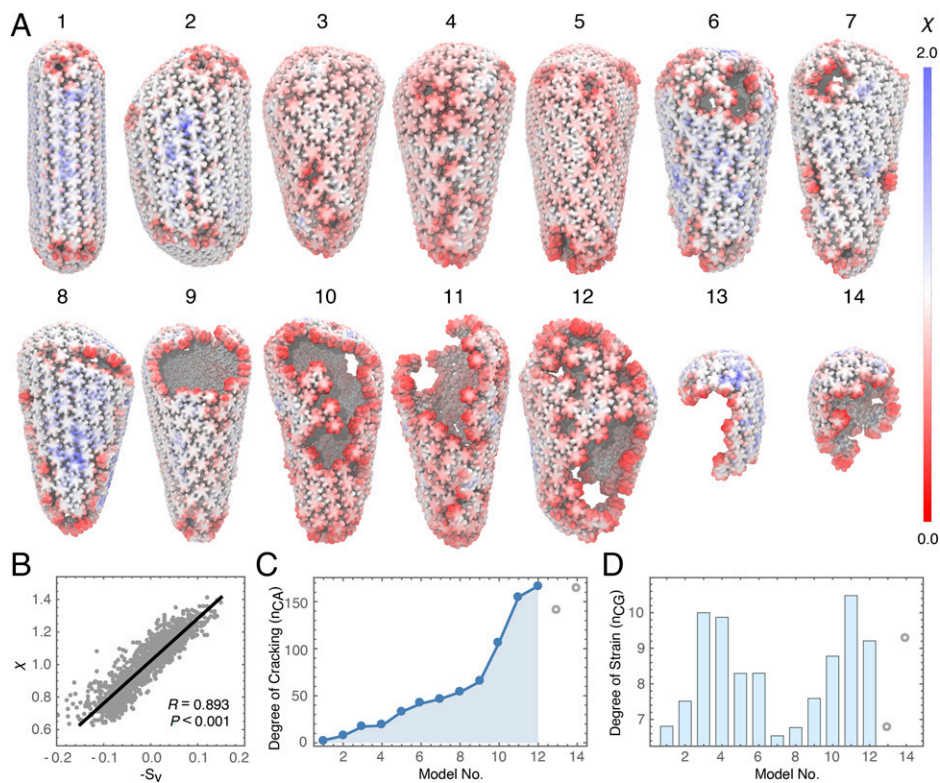 A
1 2 3 4 5 6 7
χ
2.0
8 9 10 11 12 13 14
0.0
B
χ
1.4
1.2
1.0
0.8
0.6
R = 0.893
P < 0.001
- 0.2 -0.1 0.0 0.1 0.2
-Sv
C
Degree of Cracking (nCA)
150
100
50
0
2 4 6 8 10 12 14
Model No.
D
Degree of Strain (nCG)
10
9
8
7
2 4 6 8 10 12 14
Model No.